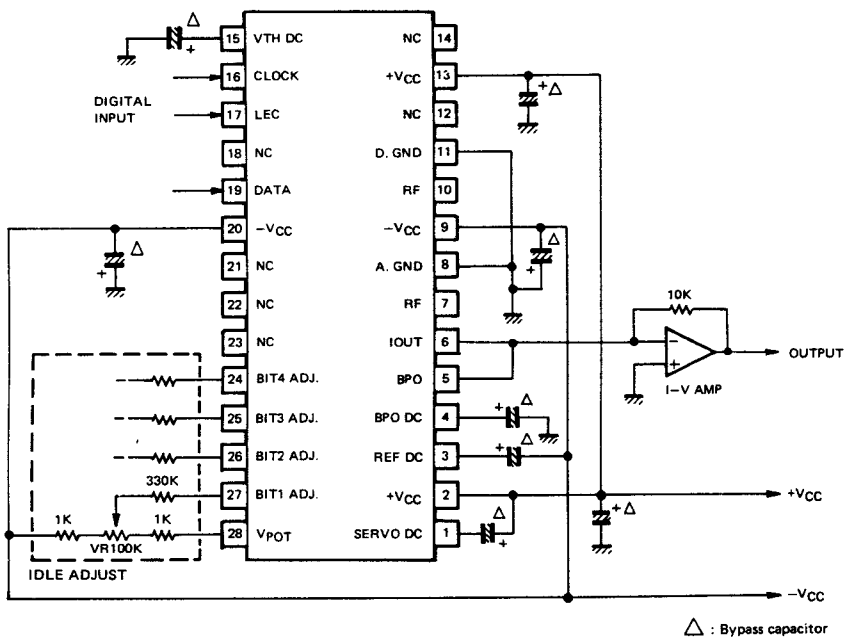 △
+
15 VTH DC
NC 14
16 CLOCK
+VCC 13
+△
DIGITAL
INPUT
17 LEC
NC 12
18 NC
D. GND 11
19 DATA
RF 10
20 -VCC
-VCC 9
△
+
△
+
21 NC
A. GND 8
22 NC
RF 7
10K
23 NC
IOUT 6
-
+
OUTPUT
I-V AMP
24 BIT4 ADJ.
BPO 5
25 BIT3 ADJ.
BPO DC 4
+
△
26 BIT2 ADJ.
REF DC 3
+
△
330K
27 BIT1 ADJ.
+VCC 2
+VCC
1K
VR100K
1K
28 VPOT
SERVO DC 1
△
+
+△
IDLE ADJUST
-VCC
△ : Bypass capacitor